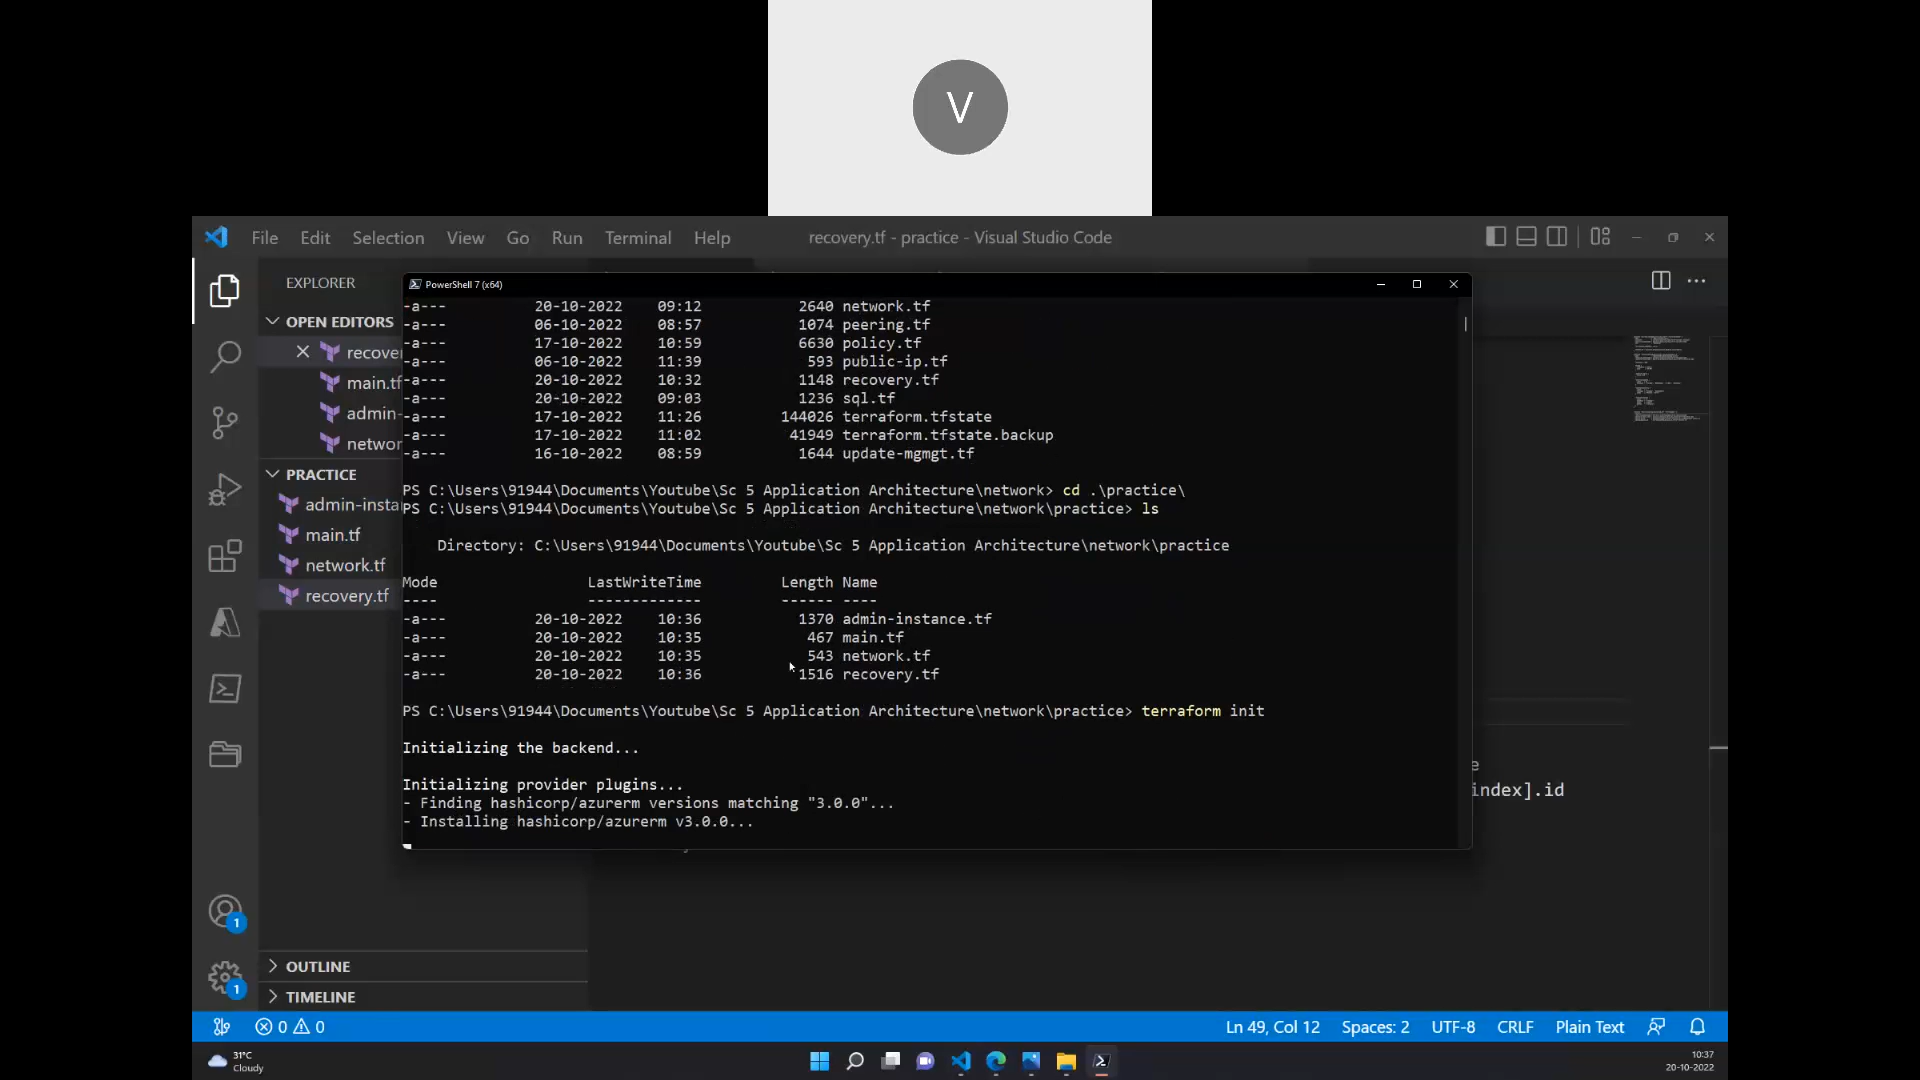 V
File Edit Selection View Go Run Terminal Help recovery.tf - practice - Visual Studio Code
EXPLORER
OPEN EDITORS
recove
main.tf
admin-
networ
PRACTICE
admin-insta
main.tf
network.tf
recovery.tf
OUTLINE
TIMELINE
PowerShell 7 (x64)
-a--- 20-10-2022 09:12 2640 network.tf
-a--- 06-10-2022 08:57 1074 peering.tf
-a--- 17-10-2022 10:59 6630 policy.tf
-a--- 06-10-2022 11:39 593 public-ip.tf
-a--- 20-10-2022 10:32 1148 recovery.tf
-a--- 20-10-2022 09:03 1236 sql.tf
-a--- 17-10-2022 11:26 144026 terraform.tfstate
-a--- 17-10-2022 11:02 41949 terraform.tfstate.backup
-a--- 16-10-2022 08:59 1644 update-mgmgt.tf
PS C:\Users\91944\Documents\Youtube\Sc 5 Application Architecture\network> cd .\practice\
PS C:\Users\91944\Documents\Youtube\Sc 5 Application Architecture\network\practice> ls
Directory: C:\Users\91944\Documents\Youtube\Sc 5 Application Architecture\network\practice
Mode LastWriteTime Length Name
---- ------------- ------ ----
-a--- 20-10-2022 10:36 1370 admin-instance.tf
-a--- 20-10-2022 10:35 467 main.tf
-a--- 20-10-2022 10:35 543 network.tf
-a--- 20-10-2022 10:36 1516 recovery.tf
PS C:\Users\91944\Documents\Youtube\Sc 5 Application Architecture\network\practice> terraform init
Initializing the backend...
Initializing provider plugins...
- Finding hashicorp/azurerm versions matching "3.0.0"...
- Installing hashicorp/azurerm v3.0.0...
e
index].id
1
1
0 0 Ln 49, Col 12 Spaces: 2 UTF-8 CRLF Plain Text
31°C
Cloudy
10:37
20-10-2022